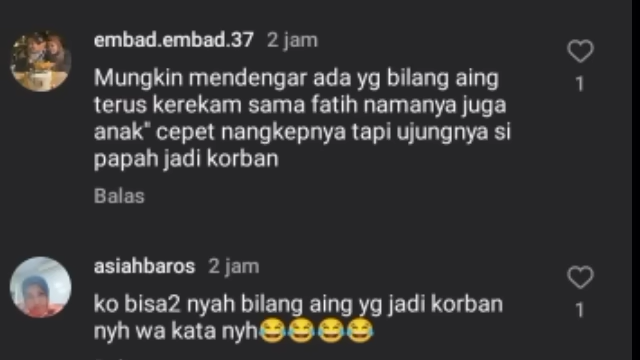 embad.embad.37 2 jam
Mungkin mendengar ada yg bilang aing
terus kerekam sama fatih namanya juga
anak" cepet nangkepnya tapi ujungnya si
papah jadi korban
1
Balas
asiahbaros 2 jam
ko bisa2 nyah bilang aing yg jadi korban
nyh wa kata nyh😂😂😂😂
1